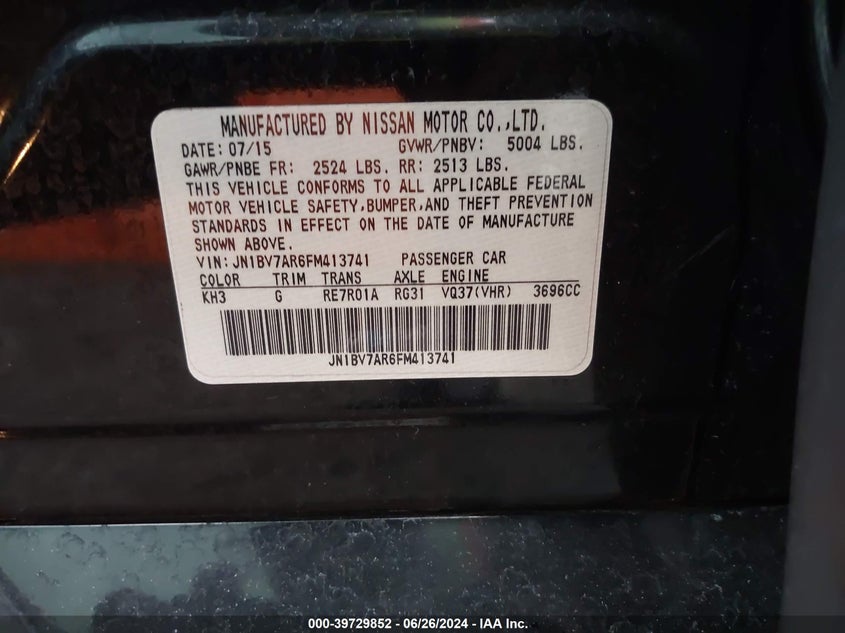 MANUFACTURED BY NISSAN MOTOR CO.,LTD.
DATE: 07/15 GVWR/PNBV: 5004 LBS.
GAWR/PNBE FR: 2524 LBS. RR: 2513 LBS.
THIS VEHICLE CONFORMS TO ALL APPLICABLE FEDERAL
MOTOR VEHICLE SAFETY,BUMPER,AND THEFT PREVENTION
STANDARDS IN EFFECT ON THE DATE OF MANUFACTURE
SHOWN ABOVE.
VIN: JN1BV7AR6FM413741 PASSENGER CAR
COLOR TRIM TRANS AXLE ENGINE
KH3 G RE7R01A RG31 VQ37(VHR) 3696CC
JN1BV7AR6FM413741
000-39729852 / 06/26/2024 - IAA Inc.